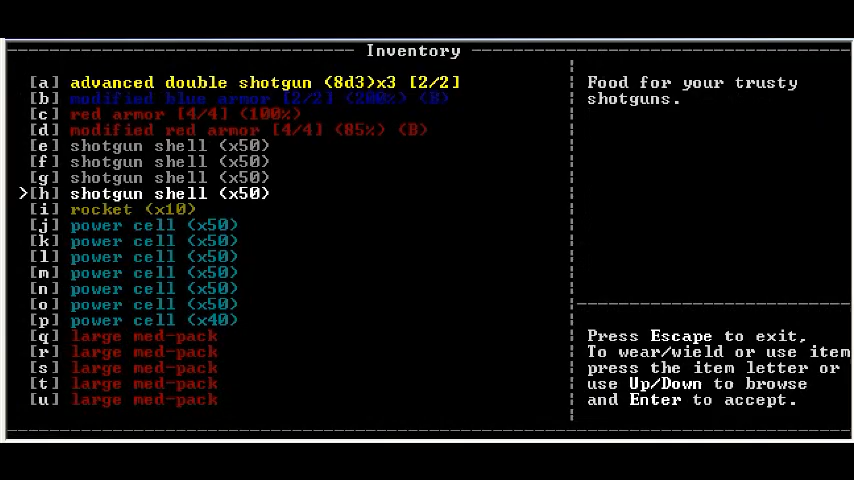 Inventory
[a] advanced double shotgun (8d3)x3 [2/2]
[b] modified blue armor [2/2] (200%) (B)
[c] red armor [4/4] (100%)
[d] modified red armor [4/4] (85%) (B)
[e] shotgun shell (x50)
[f] shotgun shell (x50)
[g] shotgun shell (x50)
>[h] shotgun shell (x50)
[i] rocket (x10)
[j] power cell (x50)
[k] power cell (x50)
[l] power cell (x50)
[m] power cell (x50)
[n] power cell (x50)
[o] power cell (x50)
[p] power cell (x40)
[q] large med-pack
[r] large med-pack
[s] large med-pack
[t] large med-pack
[u] large med-pack
Food for your trusty
shotguns.
Press Escape to exit,
To wear/wield or use item
press the item letter or
use Up/Down to browse
and Enter to accept.